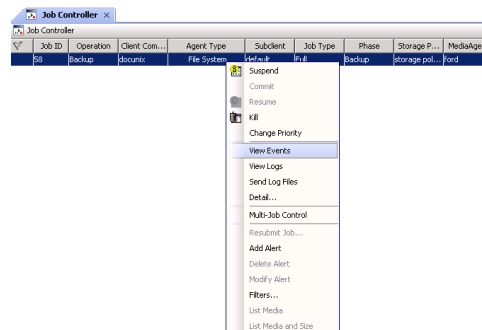 Job Controller
Job Controller
Job ID Operation Client Com... Agent Type Subclient Job Type Phase Storage P... MediaAge
58 Backup docunix File System default Full Backup storage pol... ford
Suspend
Commit
Resume
Kill
Change Priority
View Events
View Logs
Send Log Files
Detail...
Multi-Job Control
Resubmit Job...
Add Alert
Delete Alert
Modify Alert
Filters...
List Media
List Media and Size